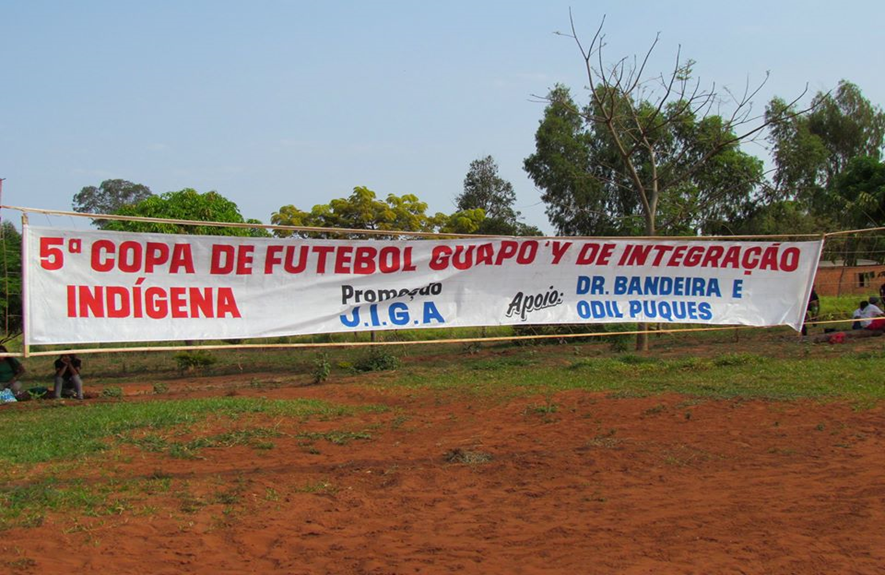 5ª COPA DE FUTEBOL GUAPO'Y DE INTEGRAÇÃO
INDÍGENA
Promoção
J.I.G.A
Apoio:
DR. BANDEIRA E
ODIL PUQUES